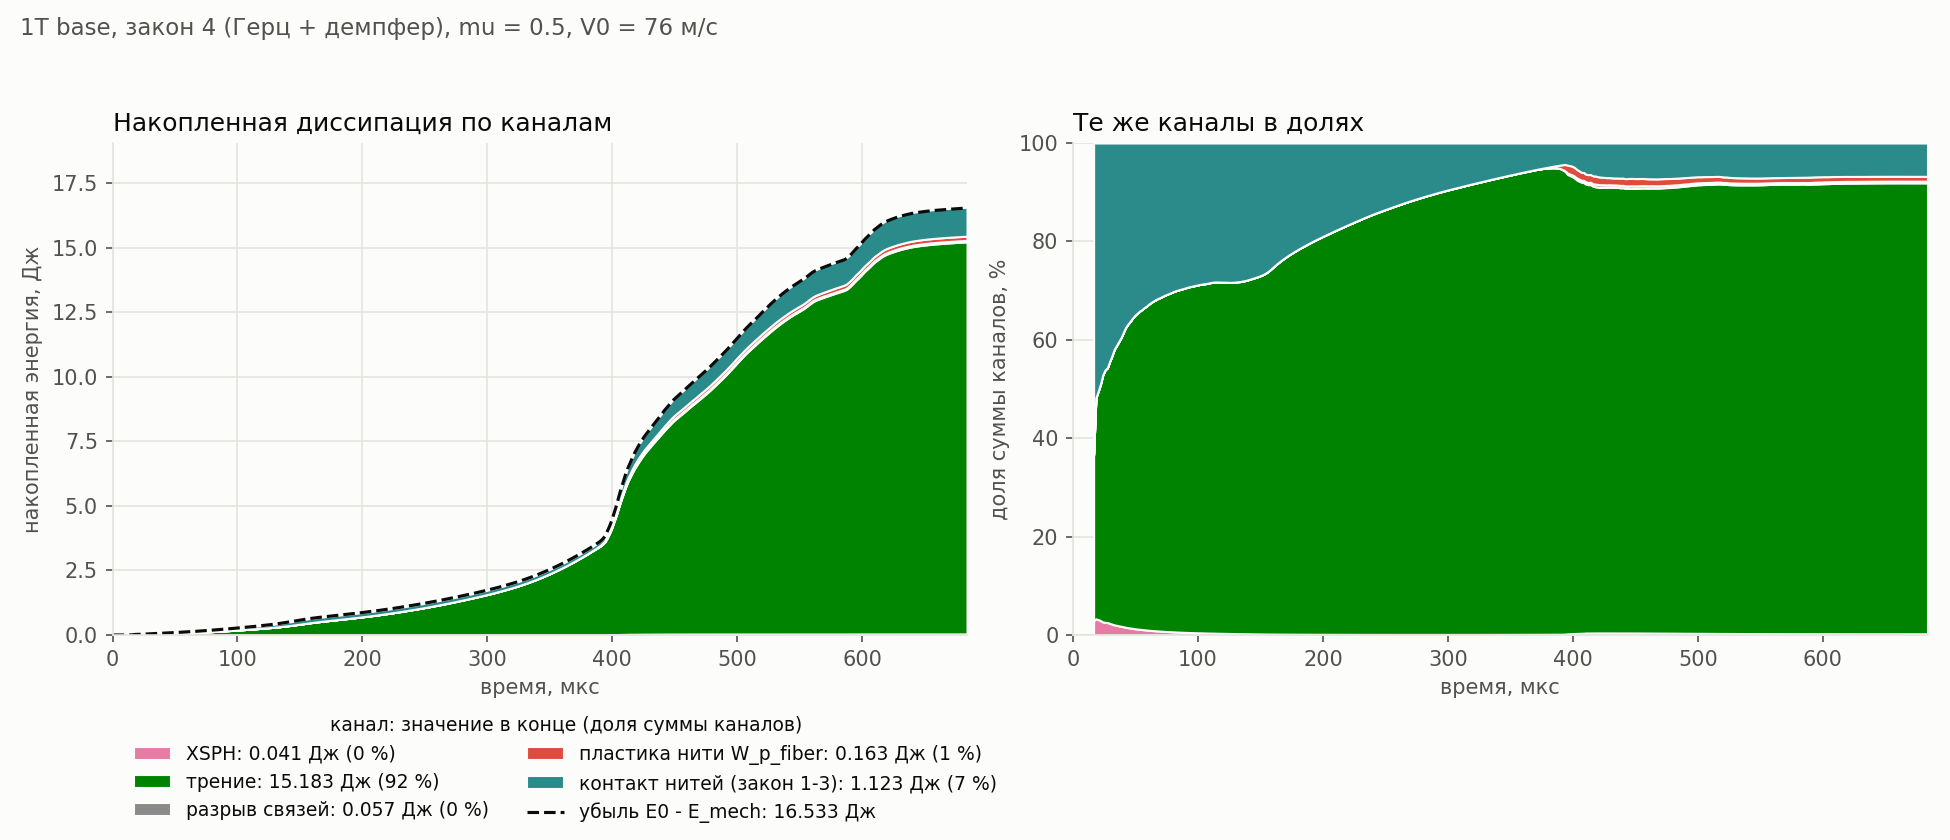 1T base, закон 4 (Герц + демпфер), mu = 0.5, V0 = 76 м/с
Накопленная диссипация по каналам
накопленная энергия, Дж
17.5
15.0
12.5
10.0
7.5
5.0
2.5
0.0
0 100 200 300 400 500 600
время, мкс
Те же каналы в долях
доля суммы каналов, %
100
80
60
40
20
0
0 100 200 300 400 500 600
время, мкс
канал: значение в конце (доля суммы каналов)
XSPH: 0.041 Дж (0 %)
трение: 15.183 Дж (92 %)
разрыв связей: 0.057 Дж (0 %)
пластика нити W_p_fiber: 0.163 Дж (1 %)
контакт нитей (закон 1-3): 1.123 Дж (7 %)
убыль E0 - E_mech: 16.533 Дж